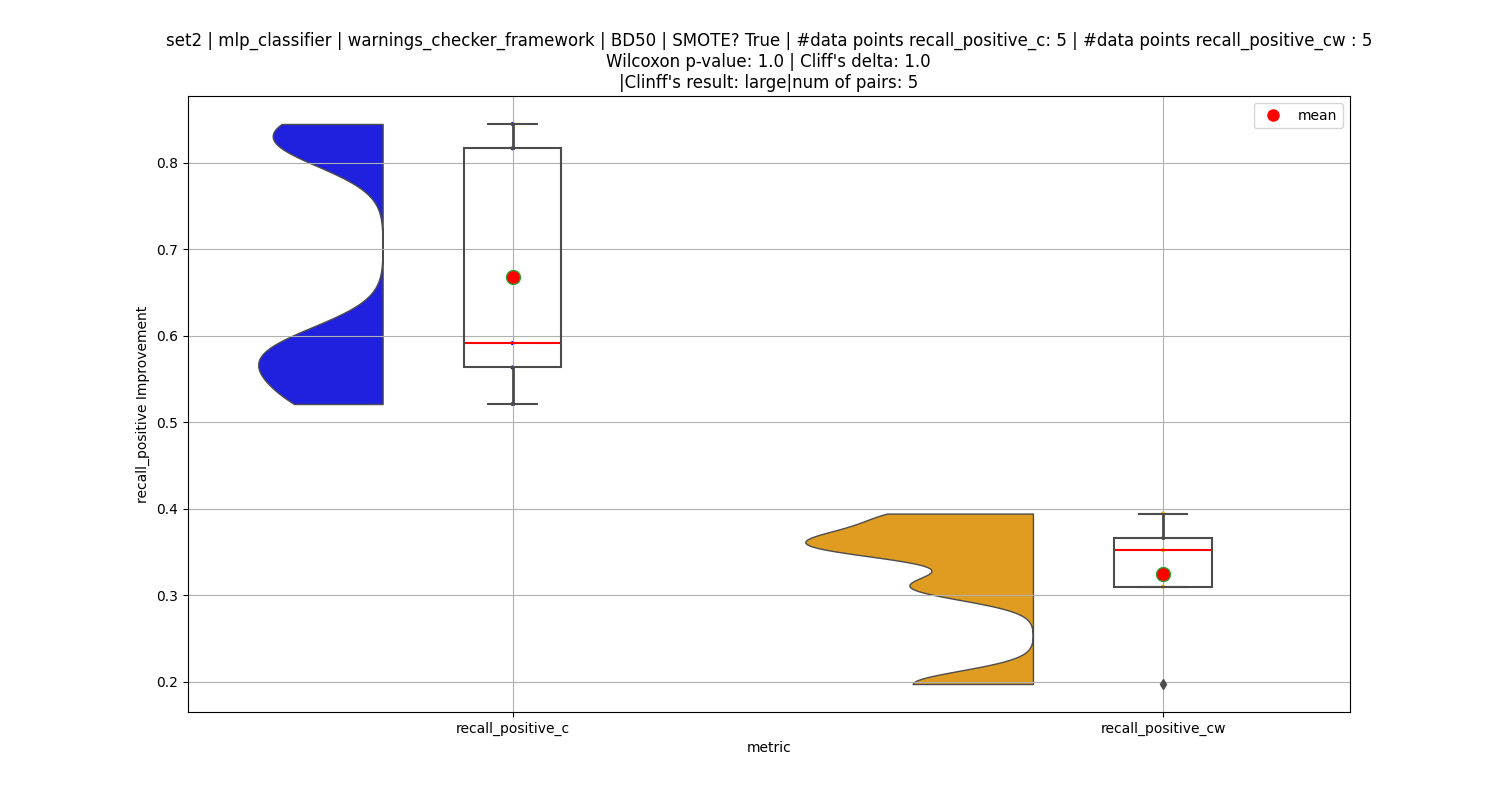 set2 | mlp_classifier | warnings_checker_framework | BD50 | SMOTE? True | #data points recall_positive_c: 5 | #data points recall_positive_cw : 5
Wilcoxon p-value: 1.0 | Cliff's delta: 1.0
|Clinff's result: large|num of pairs: 5
mean
0.8
0.7
0.6
0.5
0.4
0.3
0.2
recall_positive Improvement
recall_positive_c
recall_positive_cw
metric